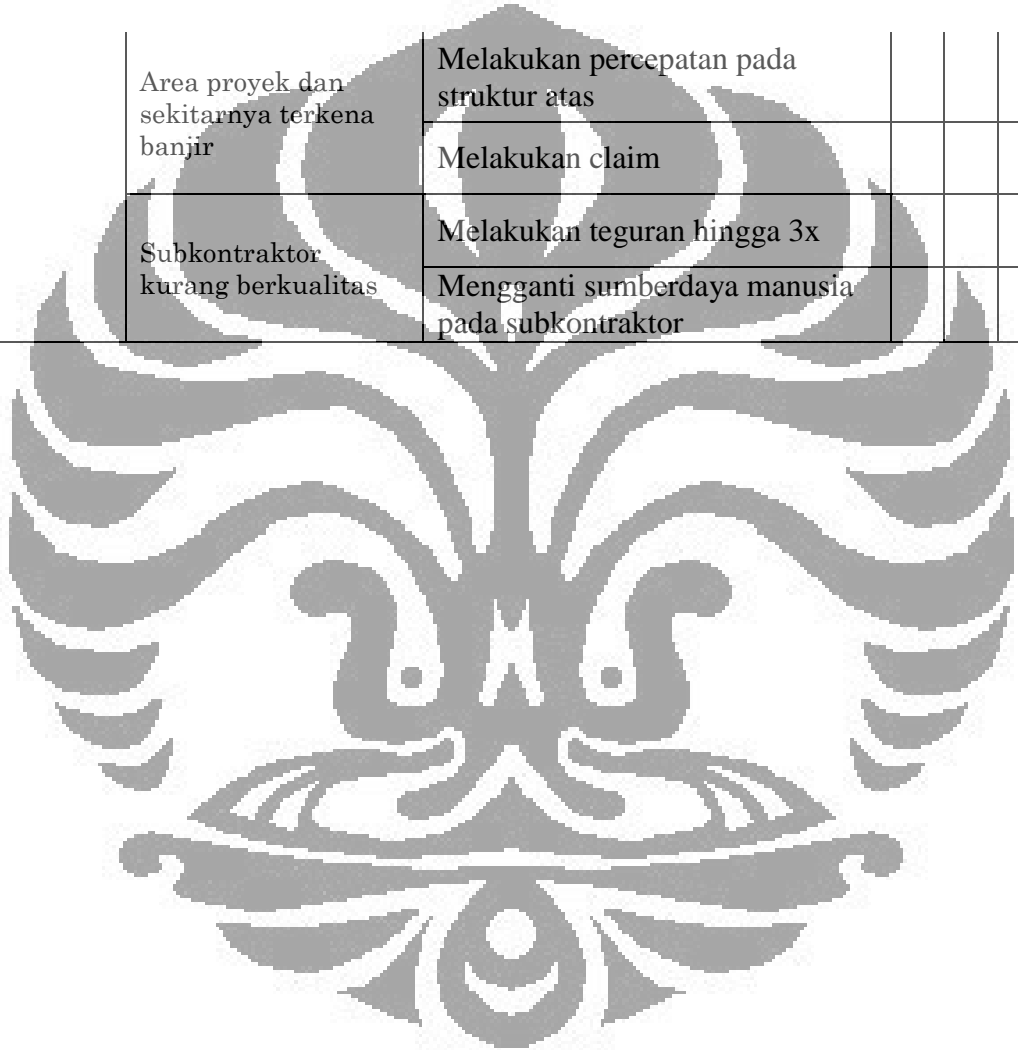 Area proyek dan
sekitarnya terkena
banjir
Melakukan percepatan pada
struktur atas
Melakukan claim
Subkontraktor
kurang berkualitas
Melakukan teguran hingga 3x
Mengganti sumberdaya manusia
pada subkontraktor